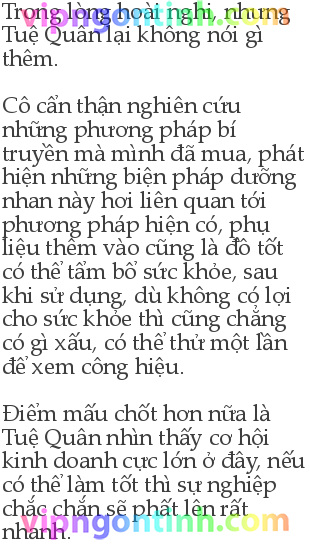 Trong lòng hoài nghi, nhưng
Tuệ Quân lại không nói gì
thêm.
Cô cẩn thận nghiên cứu
những phương pháp bí
truyền mà mình đã mua, phát
hiện những biện pháp dưỡng
nhan này hơi liên quan tới
phương pháp hiện có, phụ
liệu thêm vào cũng là đồ tốt
có thể tẩm bổ sức khỏe, sau
khi sử dụng, dù không có lợi
cho sức khỏe thì cũng chẳng
có gì xấu, có thể thử một lần
để xem công hiệu.
Điểm mấu chốt hơn nữa là
Tuệ Quân nhìn thấy cơ hội
kinh doanh cực lớn ở đây, nếu
có thể làm tốt thì sự nghiệp
chắc chắn sẽ phất lên rất
nhanh.
vipngontinh.com
vipngontinh.com